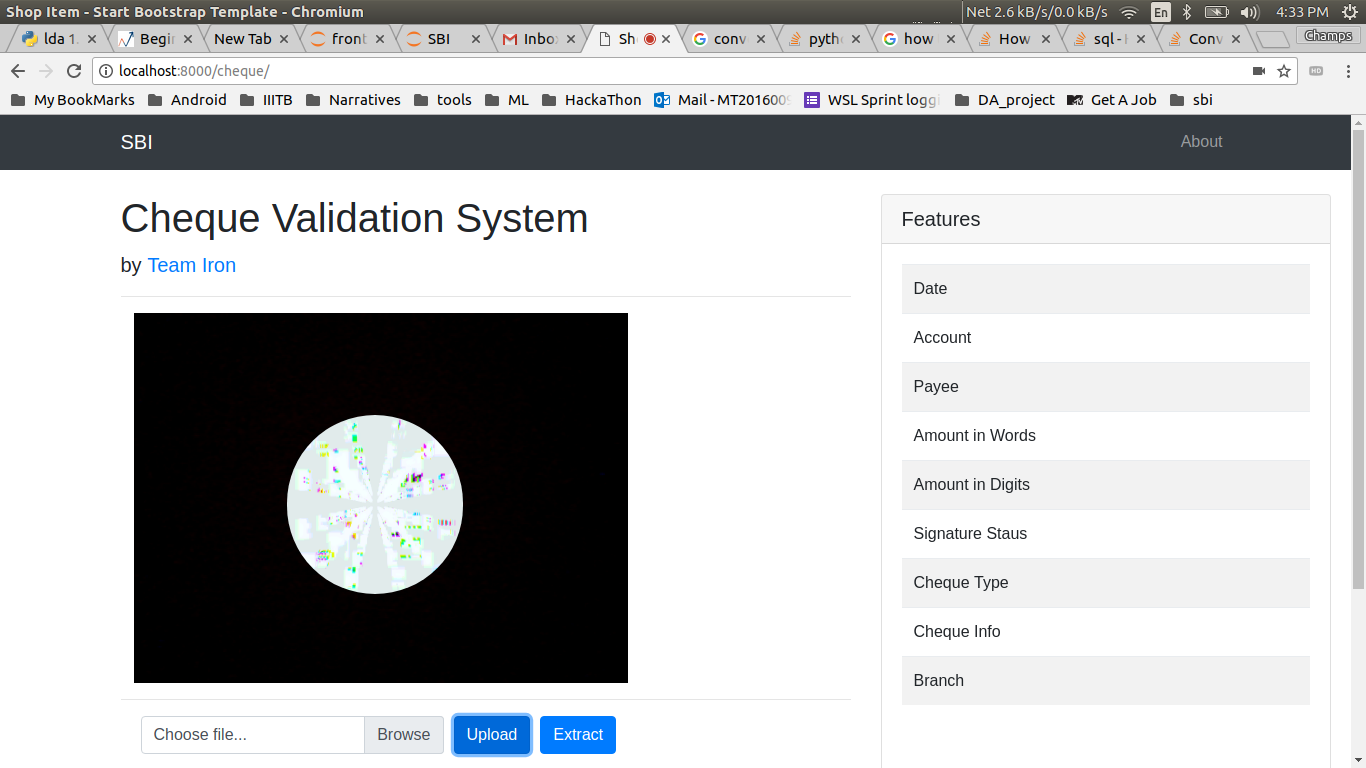 Shop Item - Start Bootstrap Template - Chromium
Net 2.6 kB/s/0.0 kB/s En 4:33 PM
lda 1. Begin New Tab front SBI Inbo Sh conv pyth how How sql - Conv Champs
localhost:8000/cheque/ HD
My BookMarks Android IIITB Narratives tools ML HackaThon Mail - MT201600 WSL Sprint loggi DA_project Get A Job sbi
SBI About
Cheque Validation System
by Team Iron
Features
Date
Account
Payee
Amount in Words
Amount in Digits
Signature Staus
Cheque Type
Cheque Info
Branch
Choose file... Browse Upload Extract